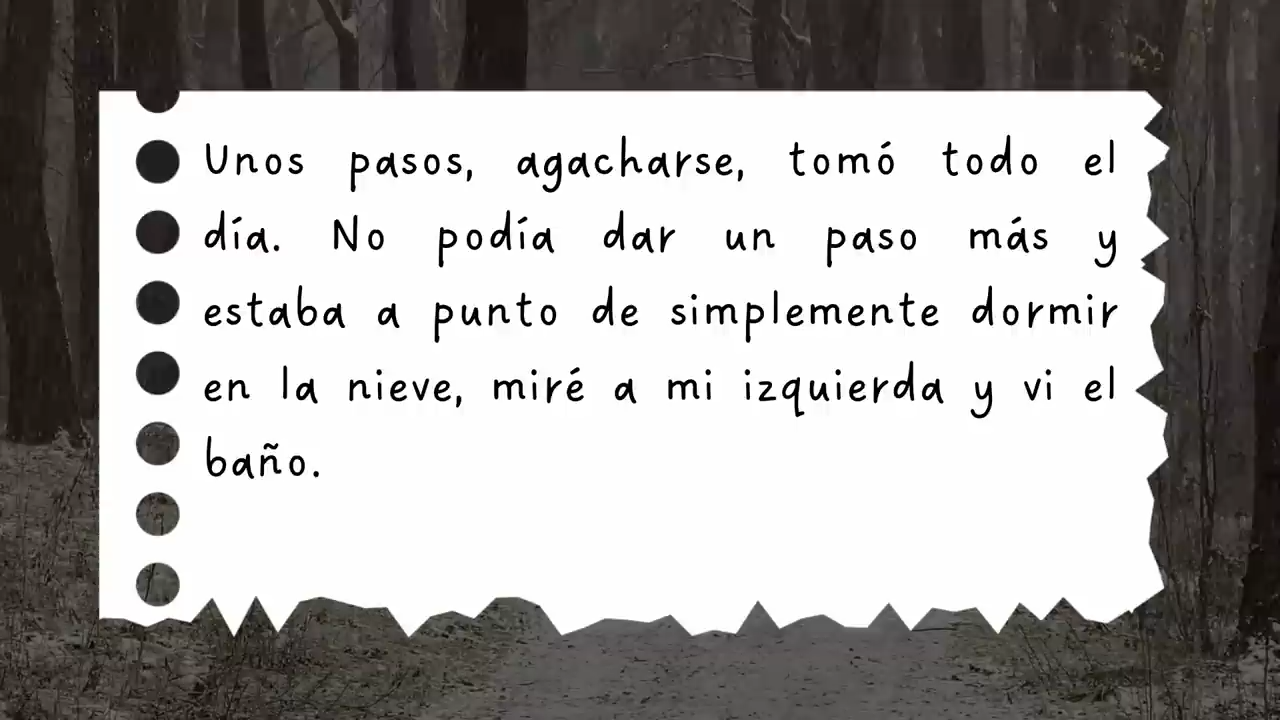 Unos pasos, agacharse, tomó todo el
día. No podía dar un paso más y
estaba a punto de simplemente dormir
en la nieve, miré a mi izquierda y vi el
baño.